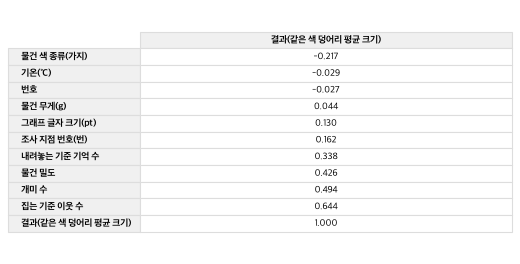 결과(같은 색 덩어리 평균 크기)
물건 색 종류(가지) -0.217
기온(℃) -0.029
번호 -0.027
물건 무게(g) 0.044
그래프 글자 크기(pt) 0.130
조사 지점 번호(번) 0.162
내려놓는 기준 기억 수 0.338
물건 밀도 0.426
개미 수 0.494
집는 기준 이웃 수 0.644
결과(같은 색 덩어리 평균 크기) 1.000